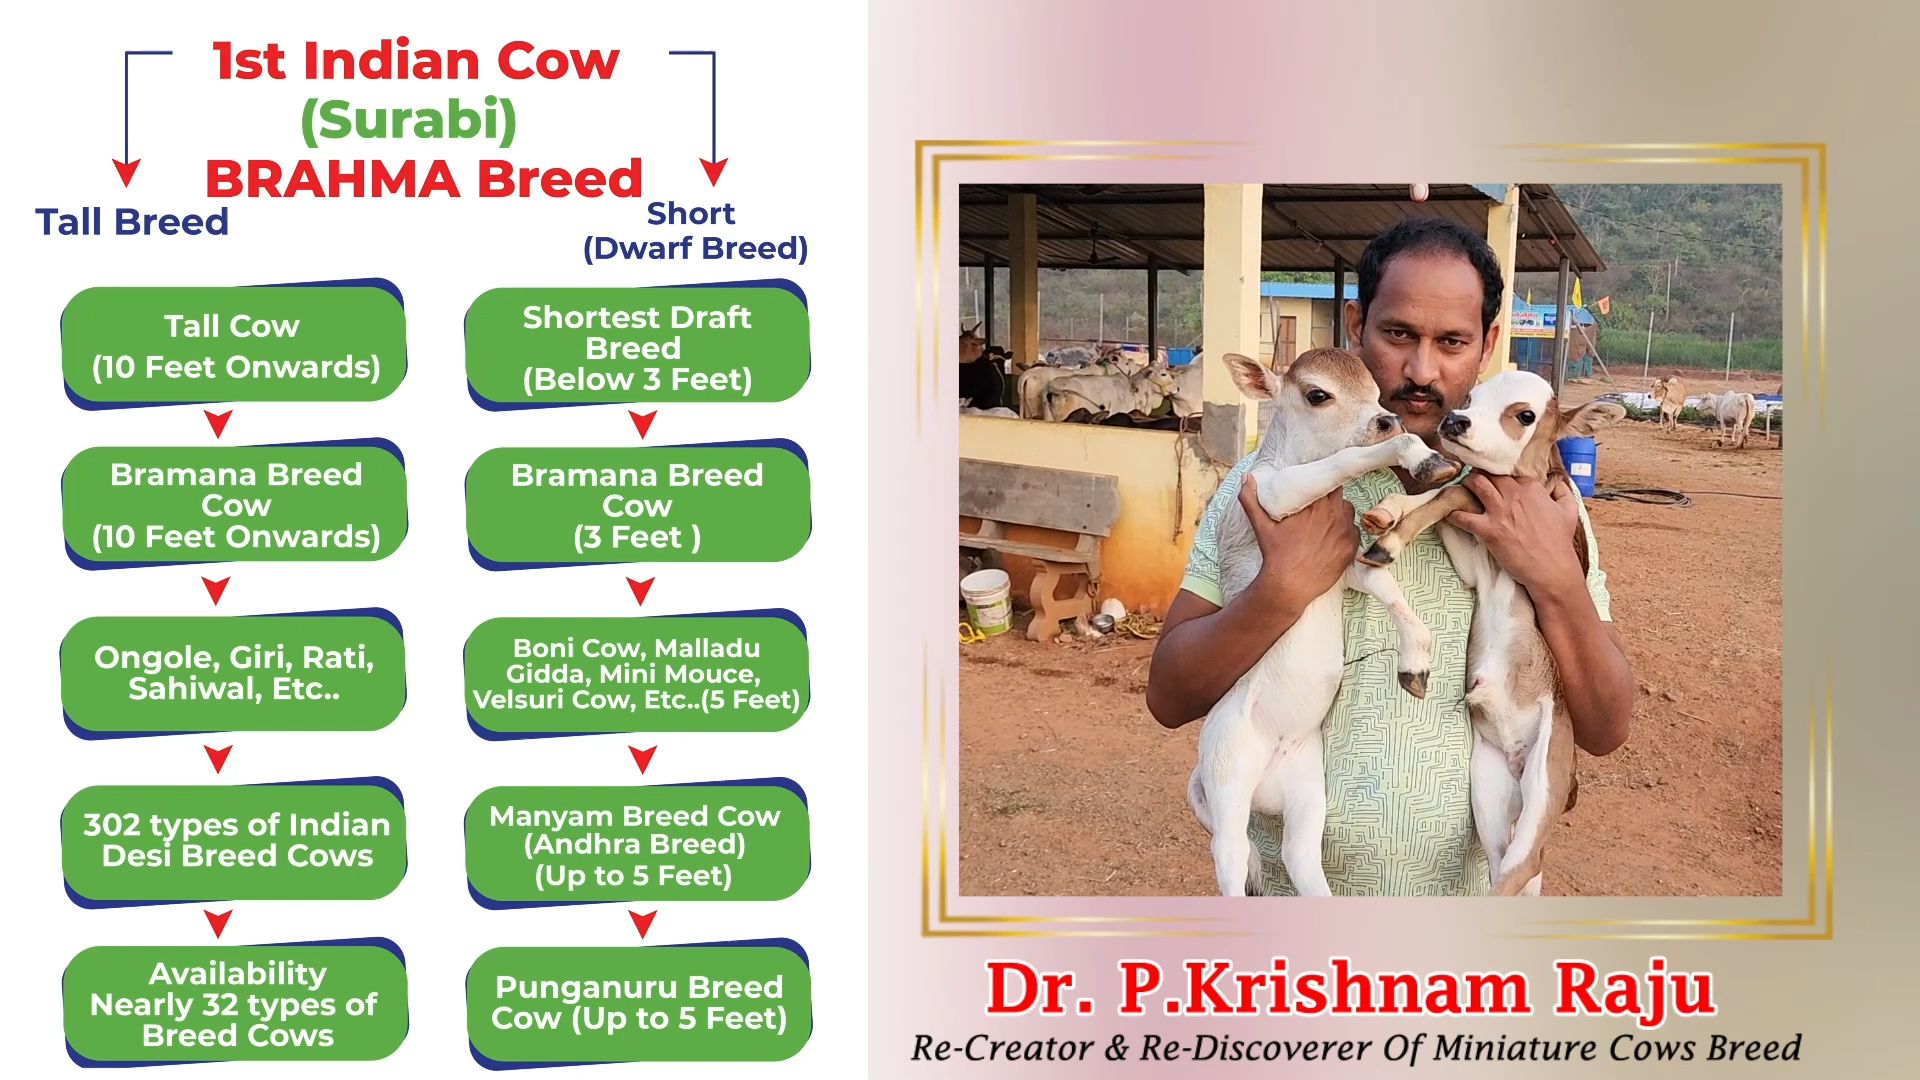 1st Indian Cow
(Surabi)
BRAHMA Breed
Tall Breed
Tall Cow
(10 Feet Onwards)
Bramana Breed
Cow
(10 Feet Onwards)
Ongole, Giri, Rati,
Sahiwal, Etc..
302 types of Indian
Desi Breed Cows
Availability
Nearly 32 types of
Breed Cows
Short
(Dwarf Breed)
Shortest Draft
Breed
(Below 3 Feet)
Bramana Breed
Cow
(3 Feet )
Boni Cow, Malladu
Gidda, Mini Mouce,
Velsuri Cow, Etc..(5 Feet)
Manyam Breed Cow
(Andhra Breed)
(Up to 5 Feet)
Punganuru Breed
Cow (Up to 5 Feet)
Dr. P.Krishnam Raju
Re-Creator & Re-Discoverer Of Miniature Cows Breed